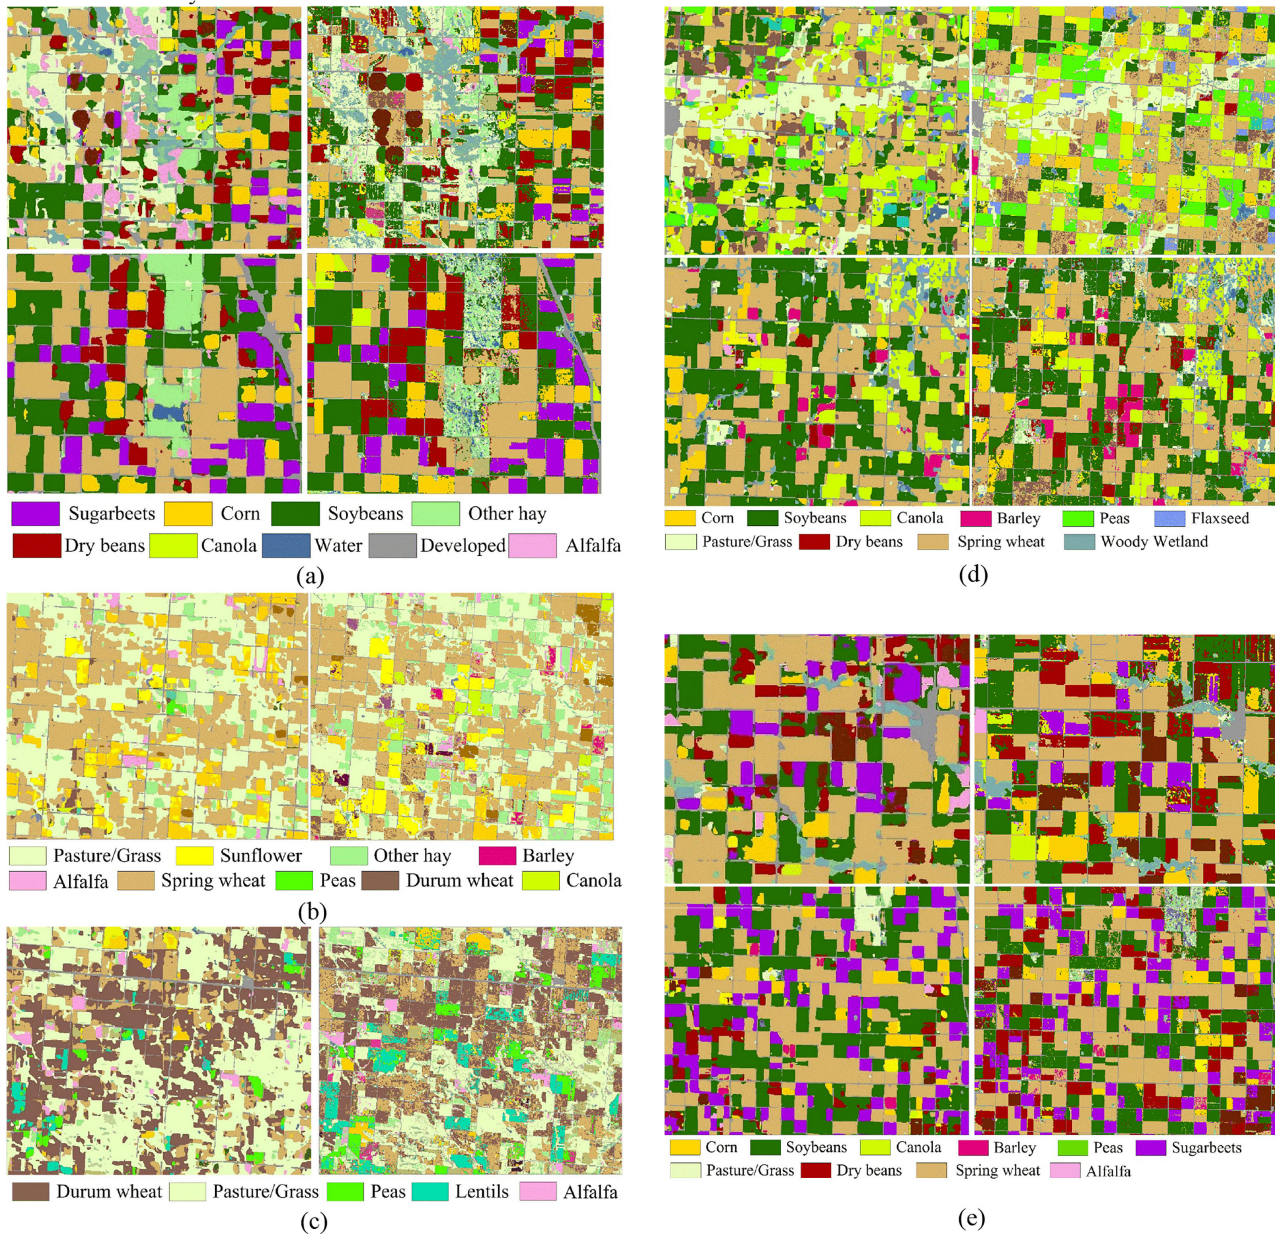 Sugarbeets Corn Soybeans Other hay
Dry beans Canola Water Developed Alfalfa
(a)
Pasture/Grass Sunflower Other hay Barley
Alfalfa Spring wheat Peas Durum wheat Canola
(b)
Durum wheat Pasture/Grass Peas Lentils Alfalfa
(c)
Corn Soybeans Canola Barley Peas Flaxseed
Pasture/Grass Dry beans Spring wheat Woody Wetland
(d)
Corn Soybeans Canola Barley Peas Sugarbeets
Pasture/Grass Dry beans Spring wheat Alfalfa
(e)